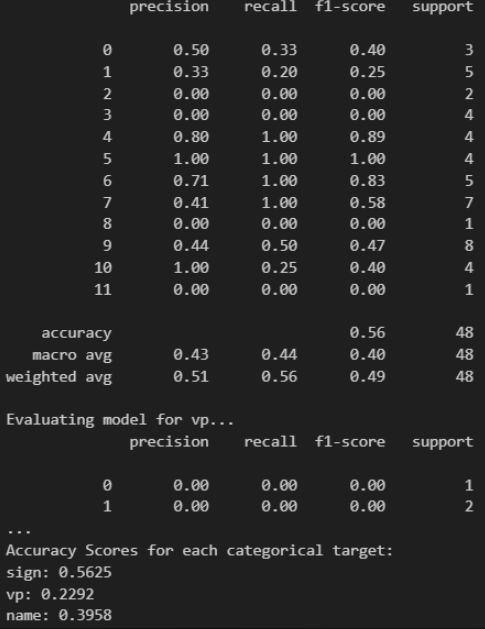 precision recall f1-score support
0 0.50 0.33 0.40 3
1 0.33 0.20 0.25 5
2 0.00 0.00 0.00 2
3 0.00 0.00 0.00 4
4 0.80 1.00 0.89 4
5 1.00 1.00 1.00 4
6 0.71 1.00 0.83 5
7 0.41 1.00 0.58 7
8 0.00 0.00 0.00 1
9 0.44 0.50 0.47 8
10 1.00 0.25 0.40 4
11 0.00 0.00 0.00 1
accuracy 0.56 48
macro avg 0.43 0.44 0.40 48
weighted avg 0.51 0.56 0.49 48
Evaluating model for vp...
precision recall f1-score support
0 0.00 0.00 0.00 1
1 0.00 0.00 0.00 2
...
Accuracy Scores for each categorical target:
sign: 0.5625
vp: 0.2292
name: 0.3958